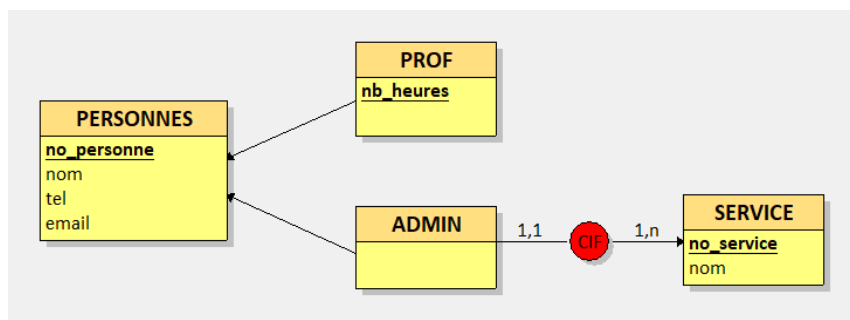 PROF
nb_heures
PERSONNES
no_personne
nom
tel
email
ADMIN
1,1
CIF
1,n
SERVICE
no_service
nom